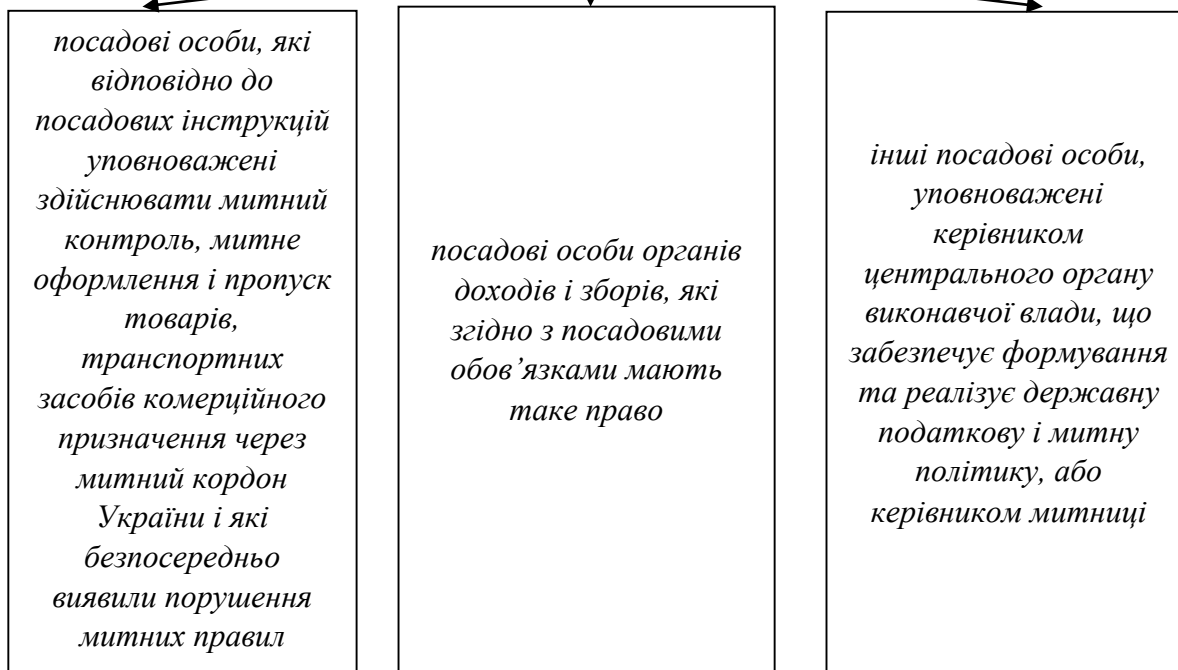 посадові особи, які
відповідно до
посадових інструкцій
уповноважені
здійснювати митний
контроль, митне
оформлення і пропуск
товарів,
транспортних
засобів комерційного
призначення через
митний кордон
України і які
безпосередньо
виявили порушення
митних правил
посадові особи органів
доходів і зборів, які
згідно з посадовими
обов’язками мають
таке право
інші посадові особи,
уповноважені
керівником
центрального органу
виконавчої влади, що
забезпечує формування
та реалізує державну
податкову і митну
політику, або
керівником митниці